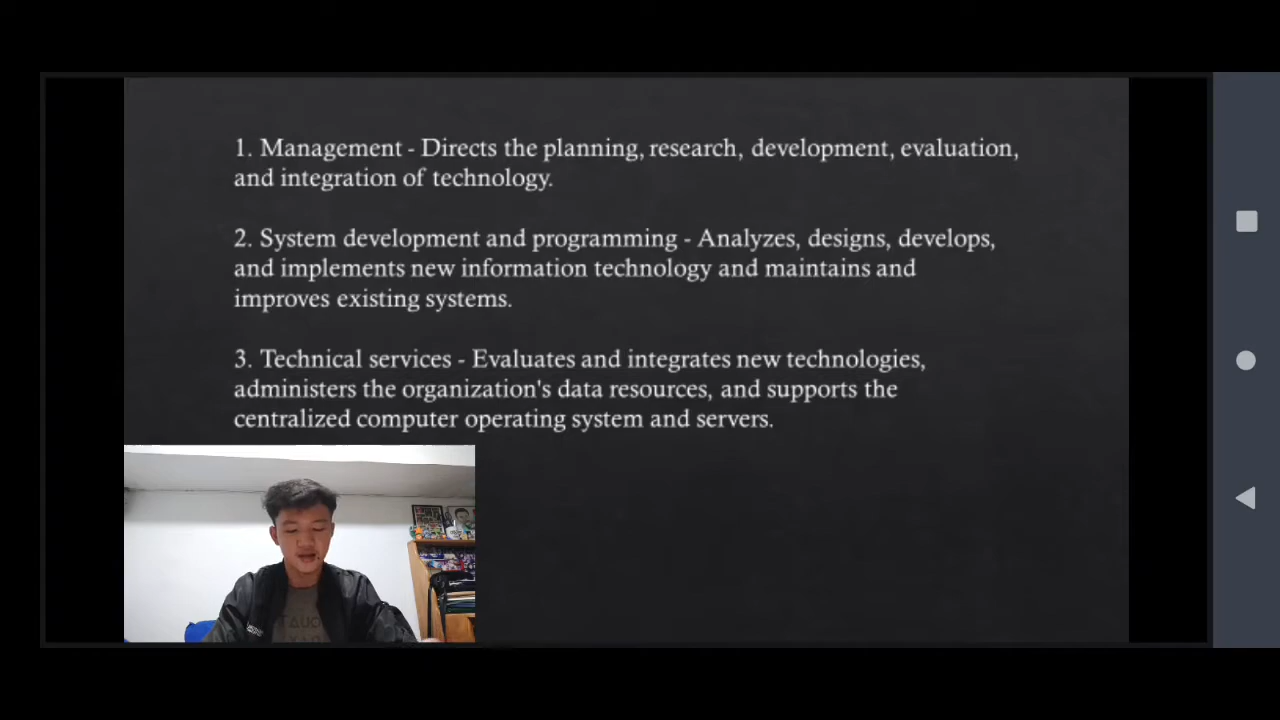 1. Management - Directs the planning, research, development, evaluation,
and integration of technology.
2. System development and programming - Analyzes, designs, develops,
and implements new information technology and maintains and
improves existing systems.
3. Technical services - Evaluates and integrates new technologies,
administers the organization's data resources, and supports the
centralized computer operating system and servers.